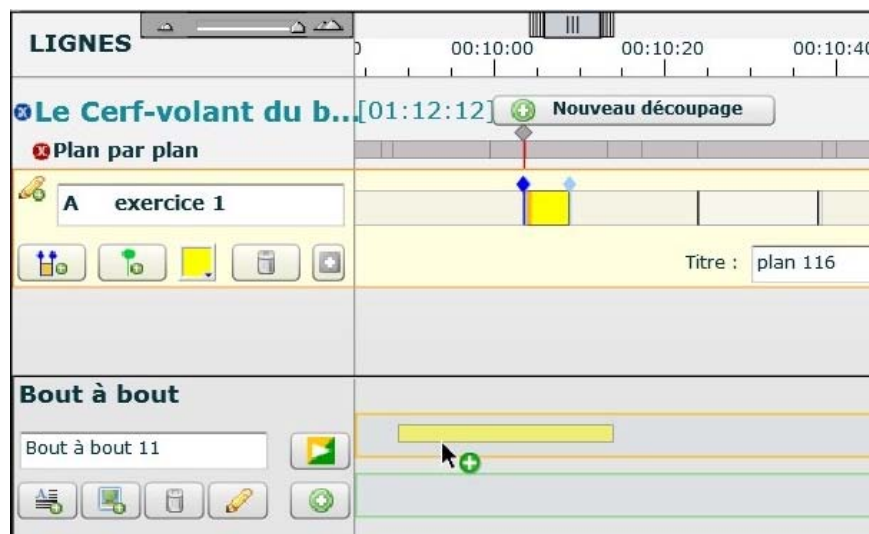 LIGNES
00:10:00 00:10:20 00:10:40
Le Cerf-volant du b...[01:12:12] Nouveau découpage
Plan par plan
A exercice 1
Titre : plan 116
Bout à bout
Bout à bout 11